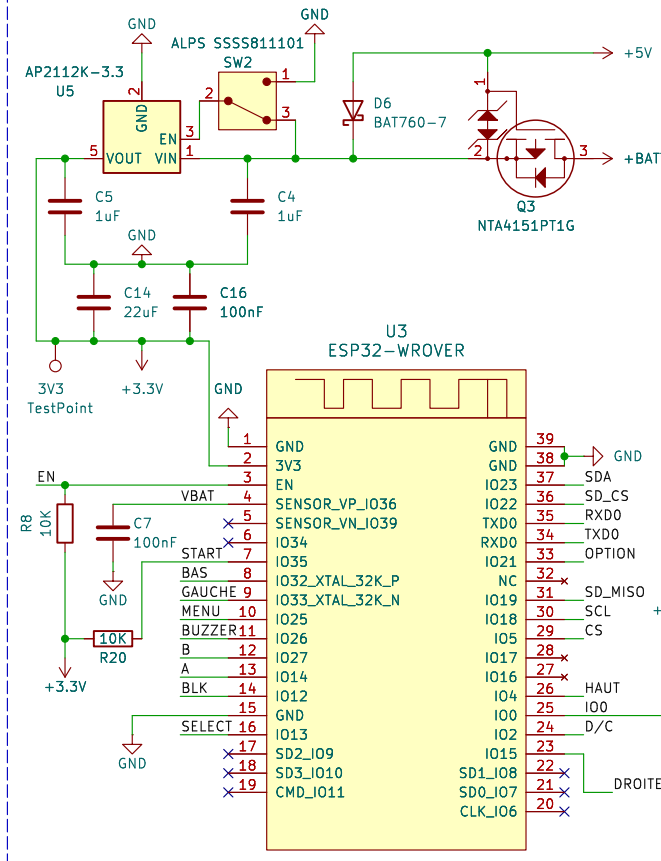 GND
ALPS SSSS811101
SW2
GND
AP2112K-3.3
U5
2
GND
1
2
3
EN
3
5
VOUT
VIN
1
D6
BAT760-7
+5V
1
2
3
+BAT
Q3
NTA4151PT1G
C5
1uF
C4
1uF
GND
C14
22uF
C16
100nF
3V3
TestPoint
+3.3V
U3
ESP32-WROVER
GND
1 GND
2 3V3
EN 3 EN
VBAT 4 SENSOR_VP_IO36
5 SENSOR_VN_IO39
6 IO34
START 7 IO35
BAS 8 IO32_XTAL_32K_P
GAUCHE 9 IO33_XTAL_32K_N
MENU 10 IO25
BUZZER 11 IO26
B 12 IO27
A 13 IO14
BLK 14 IO12
15 GND
SELECT 16 IO13
17 SD2_IO9
18 SD3_IO10
19 CMD_IO11
R8
10K
C7
100nF
GND
10K
R20
+3.3V
GND
GND 39
GND 38
GND
IO23 37 SDA
IO22 36 SD_CS
TXD0 35 RXD0
RXD0 34 TXD0
IO21 33 OPTION
NC 32
IO19 31 SD_MISO
IO18 30 SCL
+
IO5 29 CS
IO17 28
IO16 27
IO4 26 HAUT
IO0 25 IO0
IO2 24 D/C
IO15 23
SD1_IO8 22
DROITE
SD0_IO7 21
CLK_IO6 20